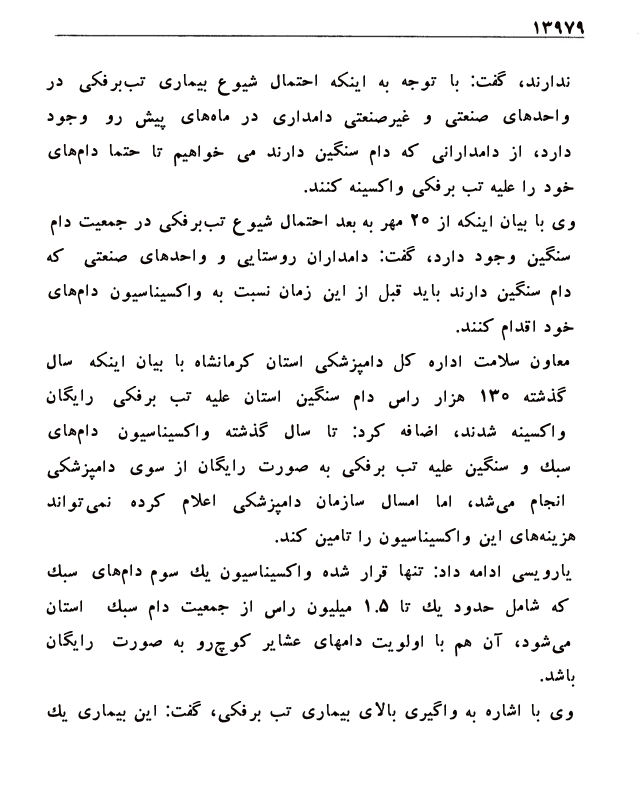 ۱۳۹۷۹
ندارند، گفت: با توجه به اینکه احتمال شیوع بیماری تب‌برفکی در
واحدهای صنعتی و غیرصنعتی دامداری در ماه‌های پیش رو وجود
دارد، از دامدارانی که دام سنگین دارند می خواهیم تا حتما دام‌های
خود را علیه تب برفکی واکسینه کنند.
وی با بیان اینکه از ۲۵ مهر به بعد احتمال شیوع تب‌برفکی در جمعیت دام
سنگین وجود دارد، گفت: دامداران روستایی و واحدهای صنعتی که
دام سنگین دارند باید قبل از این زمان نسبت به واکسیناسیون دام‌های
خود اقدام کنند.
معاون سلامت اداره کل دامپزشکی استان کرمانشاه با بیان اینکه سال
گذشته ۱۳۰ هزار راس دام سنگین استان علیه تب برفکی رایگان
واکسینه شدند، اضافه کرد: تا سال گذشته واکسیناسیون دام‌های
سبك و سنگین علیه تب برفکی به صورت رایگان از سوی دامپزشکی
انجام می‌شد، اما امسال سازمان دامپزشکی اعلام کرده نمی‌تواند
هزینه‌های این واکسیناسیون را تامین کند.
یارویسی ادامه داد: تنها قرار شده واکسیناسیون یك سوم دام‌های سبك
که شامل حدود یك تا ۱.۵ میلیون راس از جمعیت دام سبك استان
می‌شود، آن هم با اولویت دامهای عشایر کوچ‌رو به صورت رایگان
باشد.
وی با اشاره به واگیری بالای بیماری تب برفکی، گفت: این بیماری یك